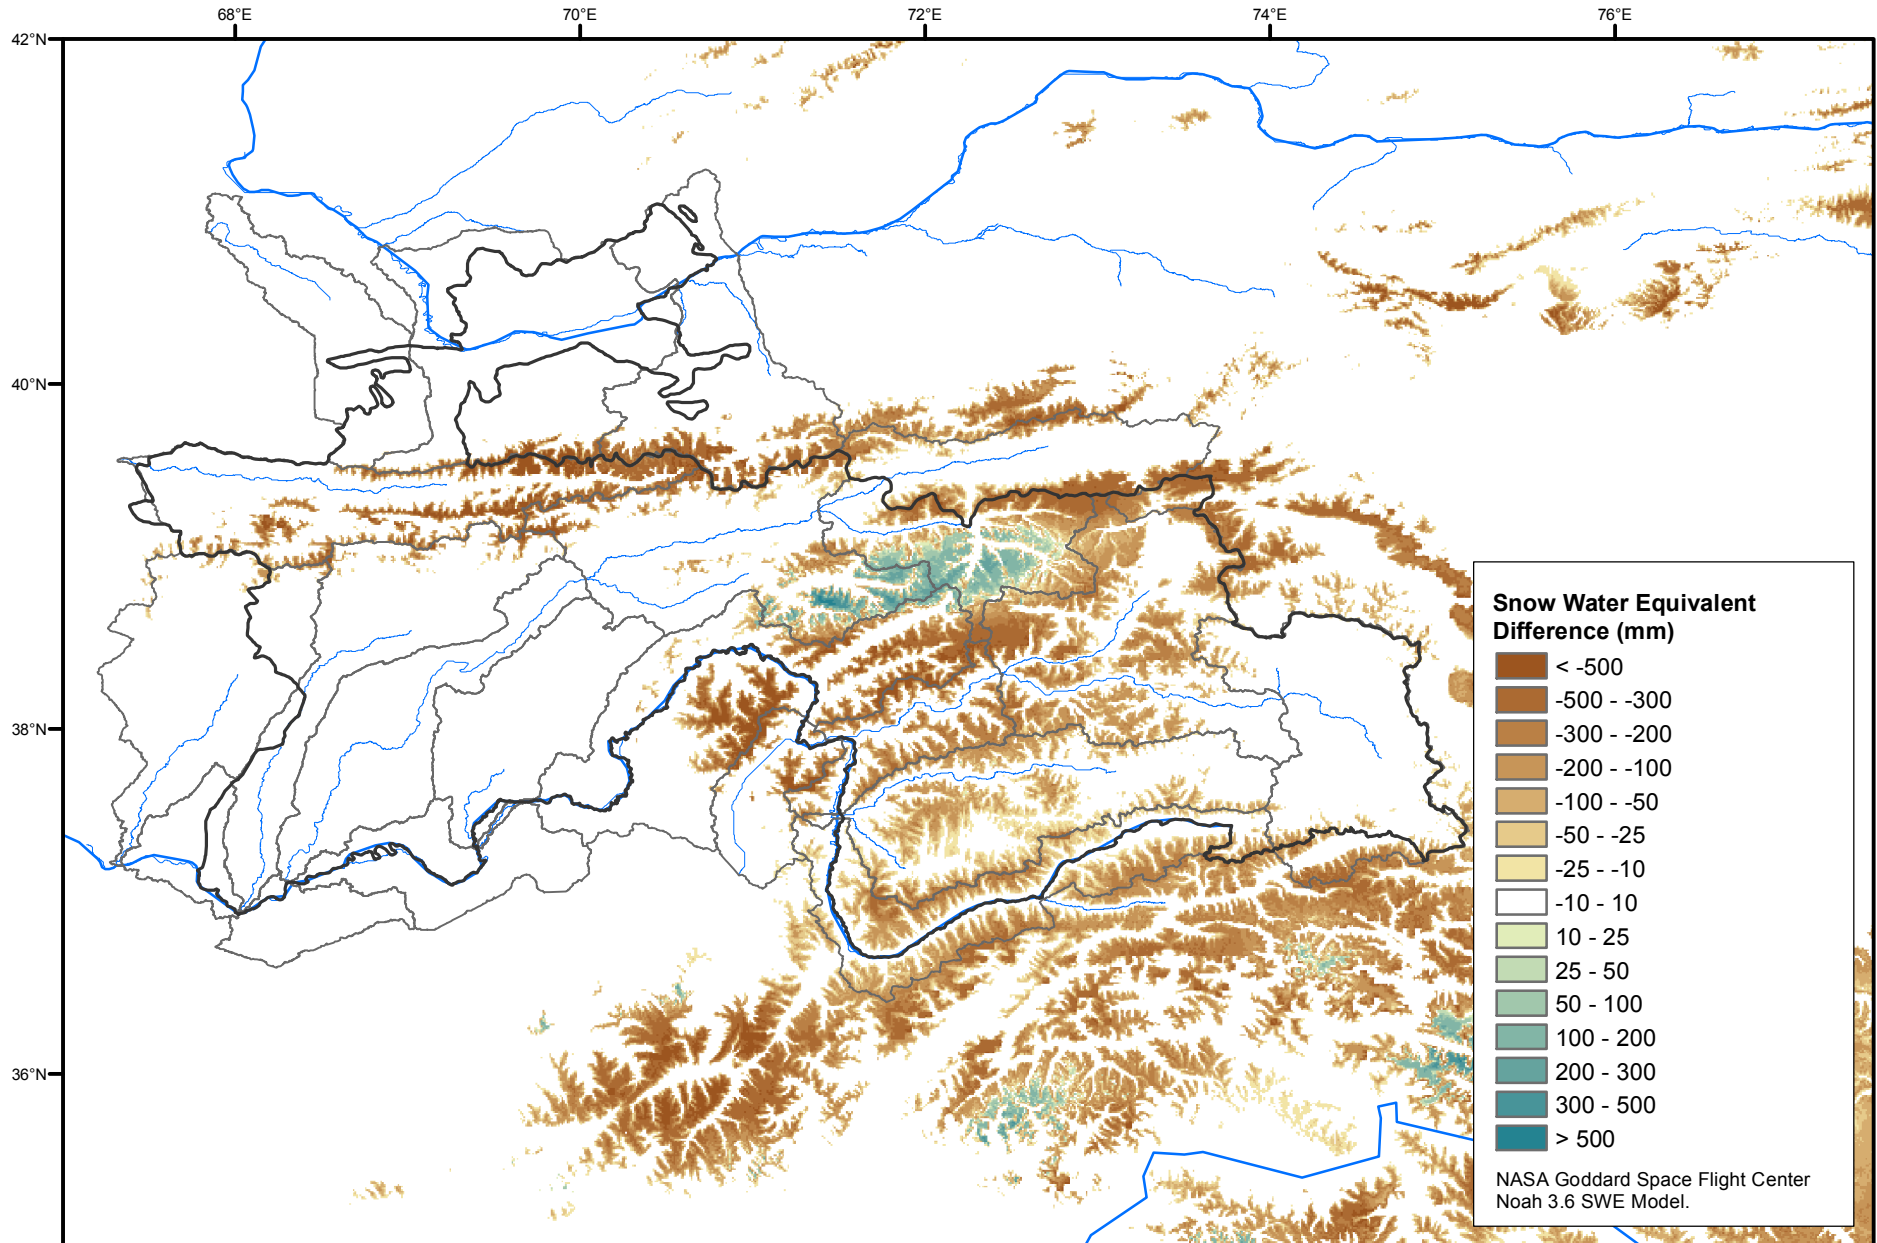 68°E
70°E
72°E
74°E
76°E
42°N
40°N
38°N
36°N
Snow Water Equivalent
Difference (mm)
< -500
-500 - -300
-300 - -200
-200 - -100
-100 - -50
-50 - -25
-25 - -10
-10 - 10
10 - 25
25 - 50
50 - 100
100 - 200
200 - 300
300 - 500
> 500
NASA Goddard Space Flight Center
Noah 3.6 SWE Model.